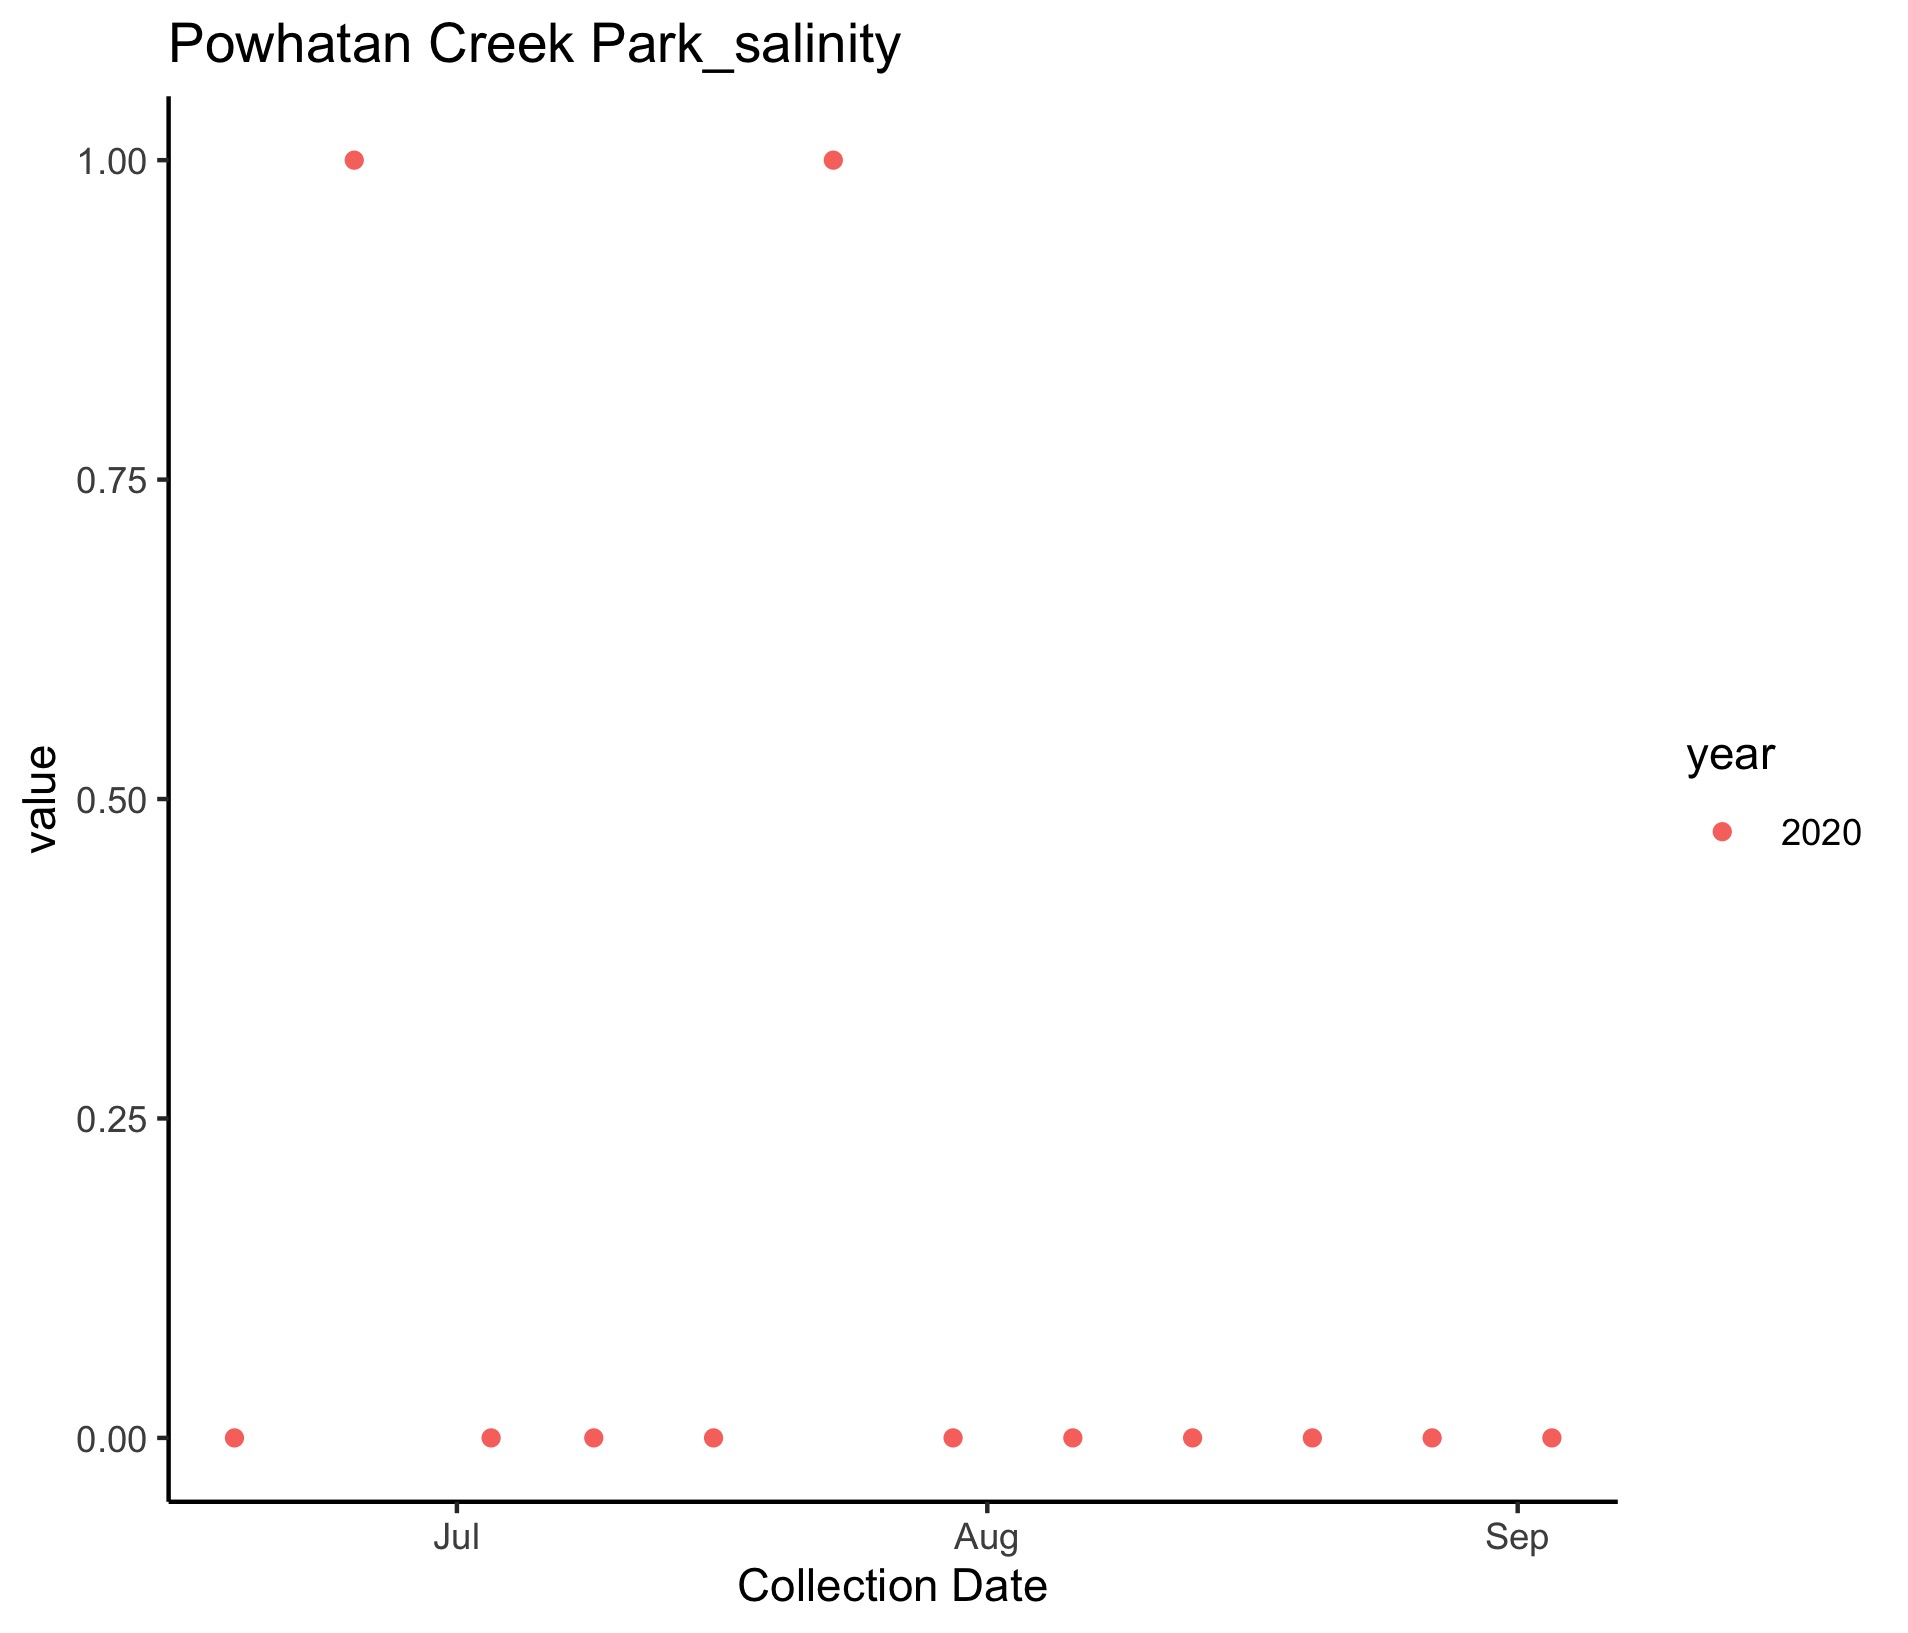 Powhatan Creek Park_salinity
1.00
0.75
0.50
0.25
0.00
value
Jul Aug Sep
Collection Date
year
2020